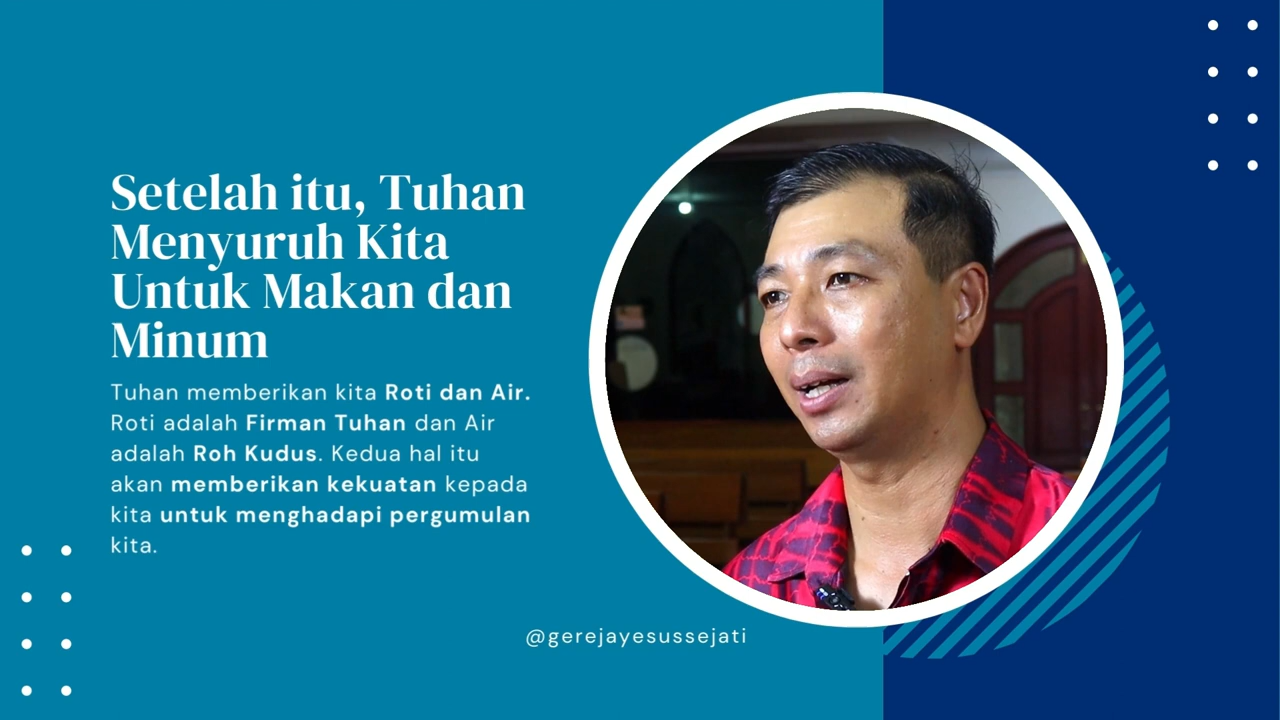 Setelah itu, Tuhan
Menyuruh Kita
Untuk Makan dan
Minum
Tuhan memberikan kita Roti dan Air.
Roti adalah Firman Tuhan dan Air
adalah Roh Kudus. Kedua hal itu
akan memberikan kekuatan kepada
kita untuk menghadapi pergumulan
kita.
@gerejayesussejati